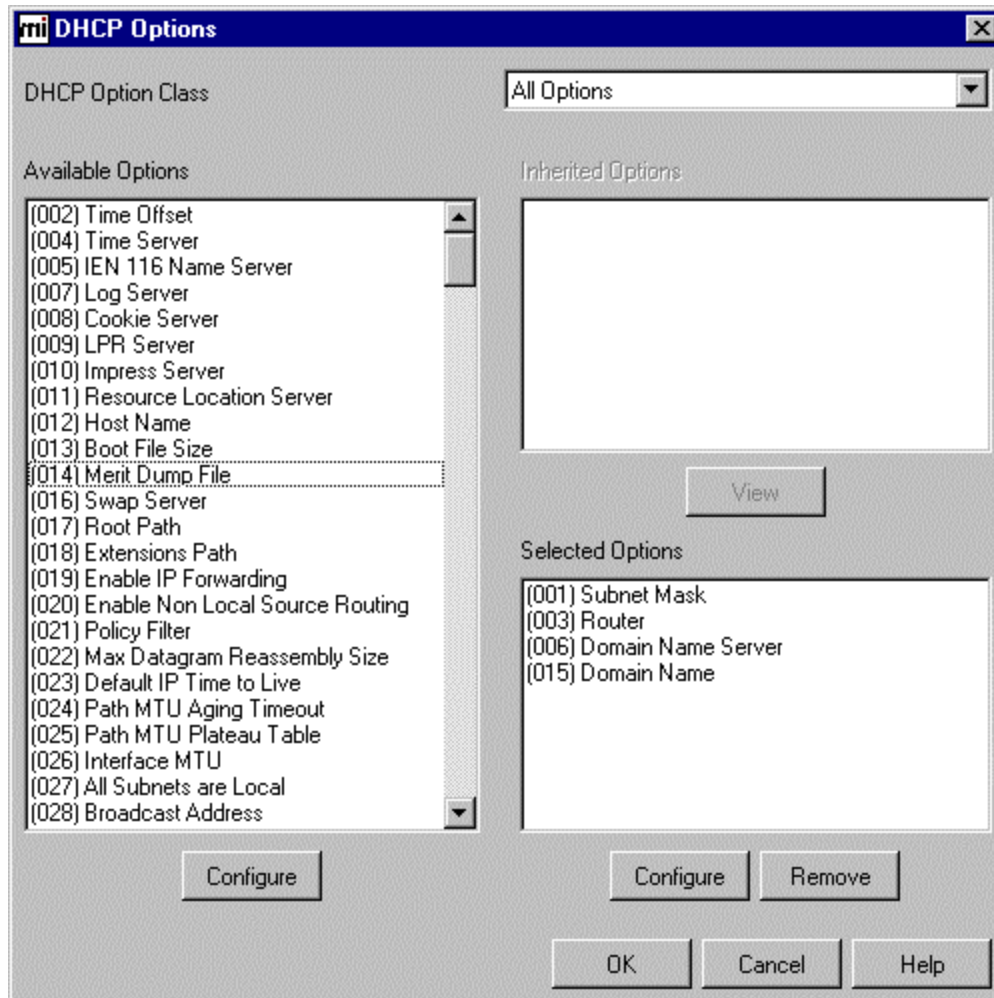 mi DHCP Options
DHCP Option Class
All Options
Available Options
(002) Time Offset
(004) Time Server
(005) IEN 116 Name Server
(007) Log Server
(008) Cookie Server
(009) LPR Server
(010) Impress Server
(011) Resource Location Server
(012) Host Name
(013) Boot File Size
(014) Merit Dump File
(016) Swap Server
(017) Root Path
(018) Extensions Path
(019) Enable IP Forwarding
(020) Enable Non Local Source Routing
(021) Policy Filter
(022) Max Datagram Reassembly Size
(023) Default IP Time to Live
(024) Path MTU Aging Timeout
(025) Path MTU Plateau Table
(026) Interface MTU
(027) All Subnets are Local
(028) Broadcast Address
Configure
Inherited Options
View
Selected Options
(001) Subnet Mask
(003) Router
(006) Domain Name Server
(015) Domain Name
Configure
Remove
OK
Cancel
Help